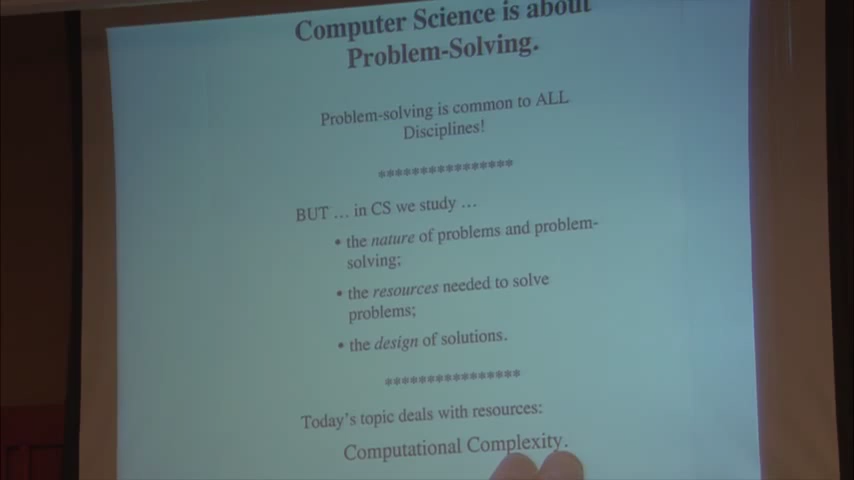 Computer Science is about
Problem-Solving.
Problem-solving is common to ALL
Disciplines!
****************
BUT … in CS we study …
• the nature of problems and problem-
solving;
• the resources needed to solve
problems;
• the design of solutions.
****************
Today's topic deals with resources:
Computational Complexity.